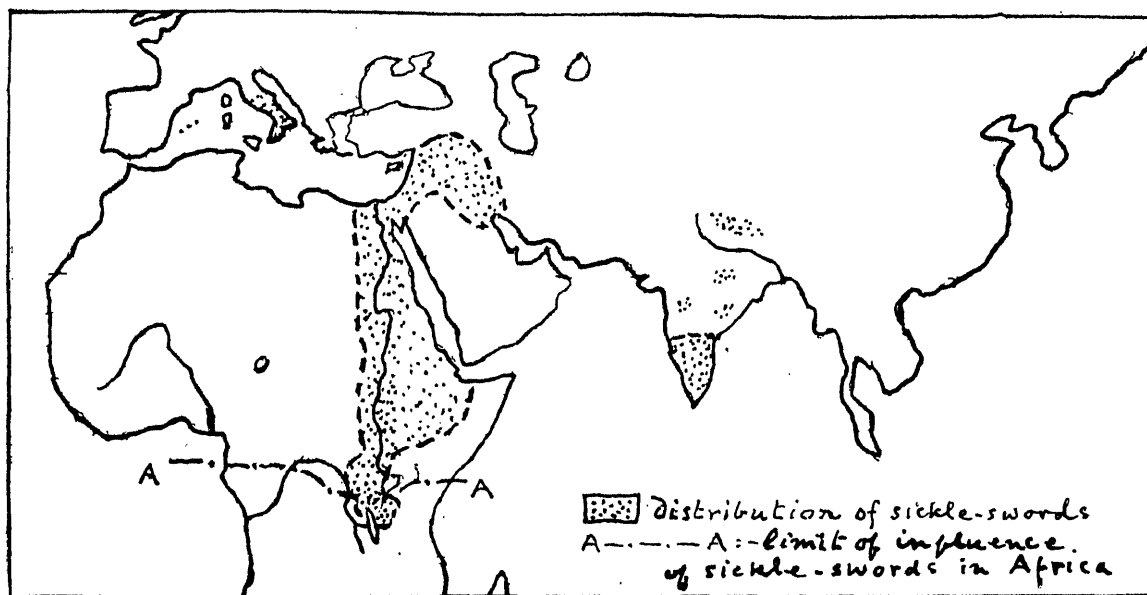 A
A
distribution of sickle-swords
A—.—.—A :- limit of influence.
of sickle-swords in Africa